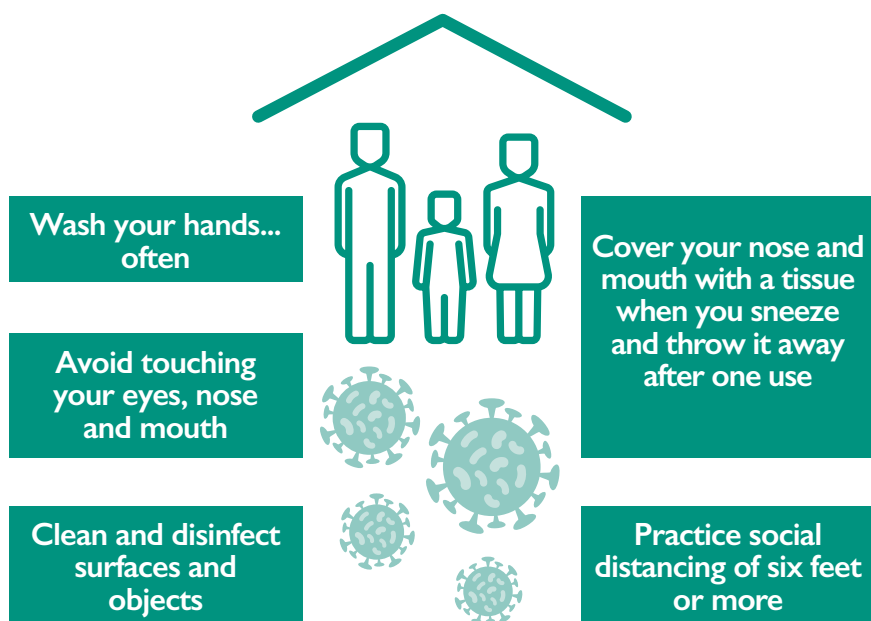 Wash your hands...
often
Avoid touching
your eyes, nose
and mouth
Clean and disinfect
surfaces and
objects
Cover your nose and
mouth with a tissue
when you sneeze
and throw it away
after one use
Practice social
distancing of six feet
or more